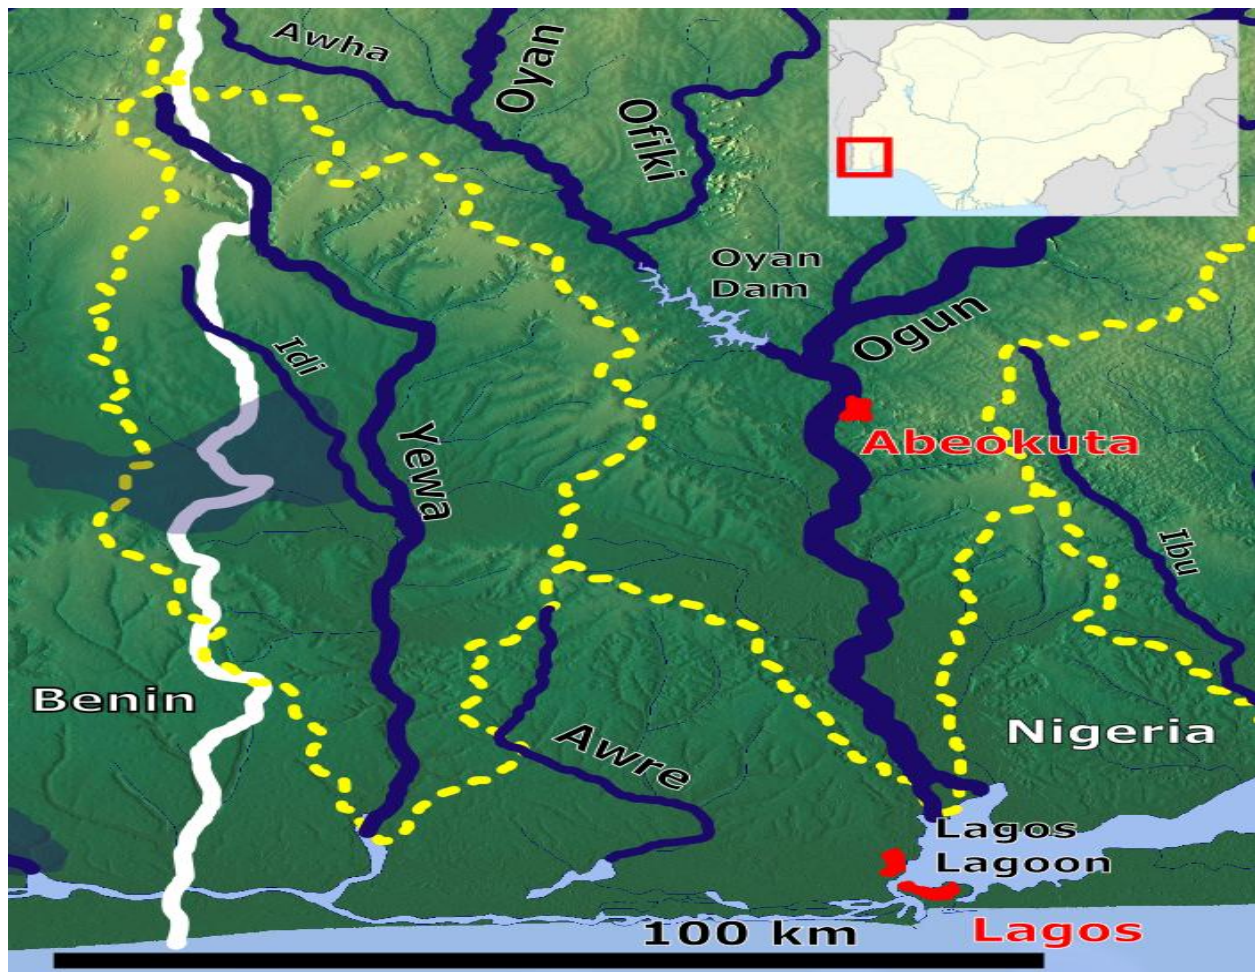 Awha
Oyan
Ofiki
Oyan
Dam
Ogun
Idi
Abeokuta
Yewa
Ibu
Benin
Awre
Nigeria
Lagos
Lagoon
Lagos
100 km